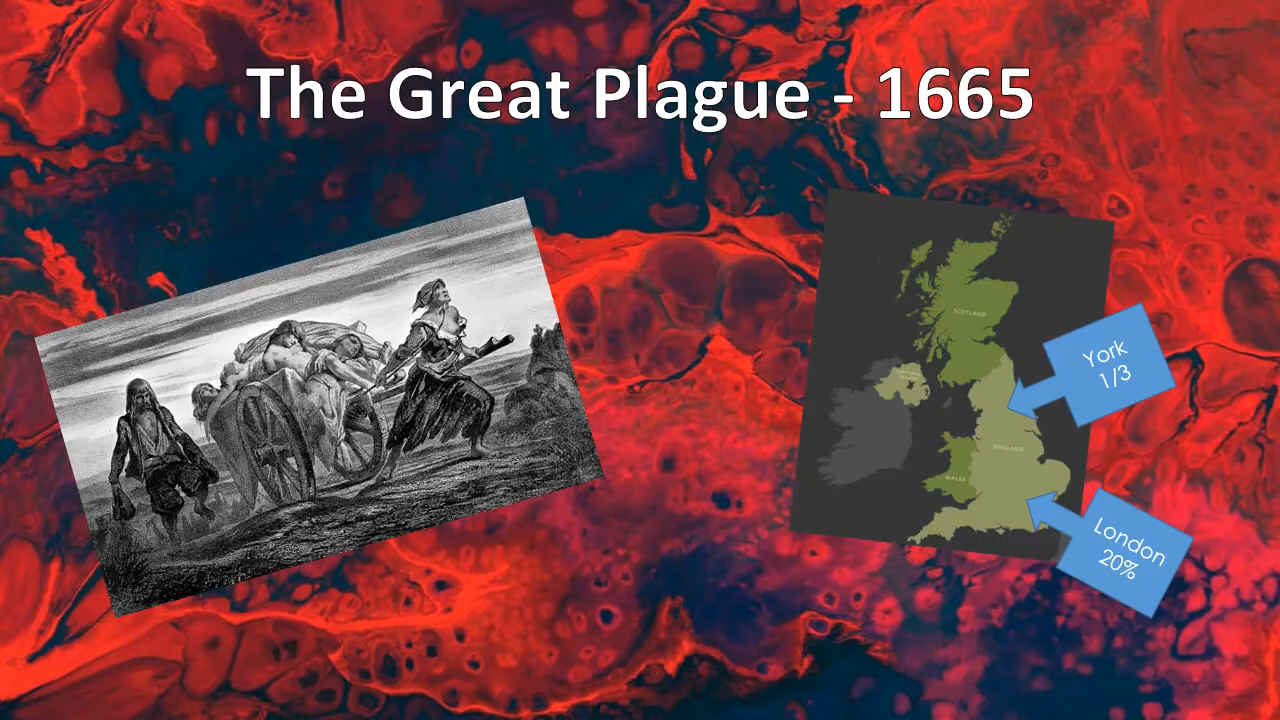 The Great Plague - 1665
SCOTLAND
York
1/3
ENGLAND
WALES
London
20%